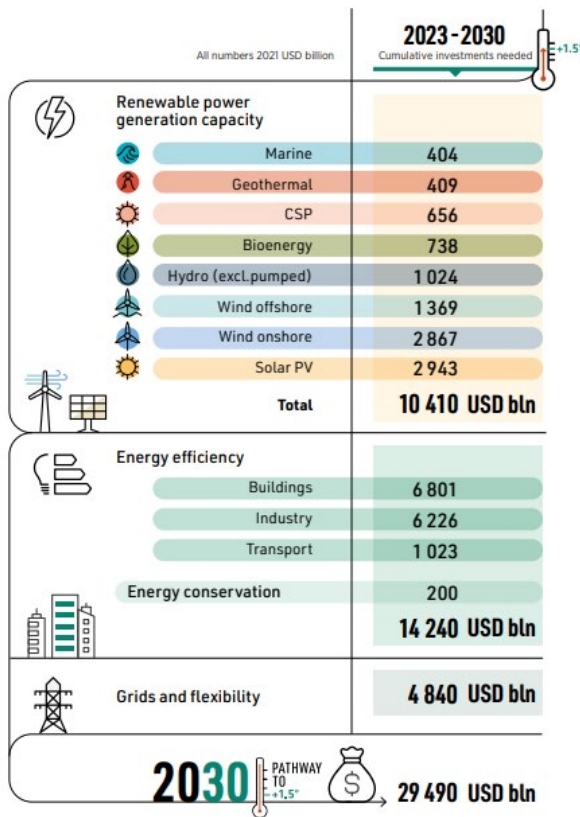 2023-2030
All numbers 2021 USD billion
Cumulative investments needed
+1.5°
Renewable power
generation capacity
Marine 404
Geothermal 409
CSP 656
Bioenergy 738
Hydro (excl.pumped) 1 024
Wind offshore 1 369
Wind onshore 2 867
Solar PV 2 943
Total 10 410 USD bln
Energy efficiency
Buildings 6 801
Industry 6 226
Transport 1 023
Energy conservation 200
14 240 USD bln
Grids and flexibility 4 840 USD bln
2030 PATHWAY
TO
+1.5°
$
29 490 USD bln